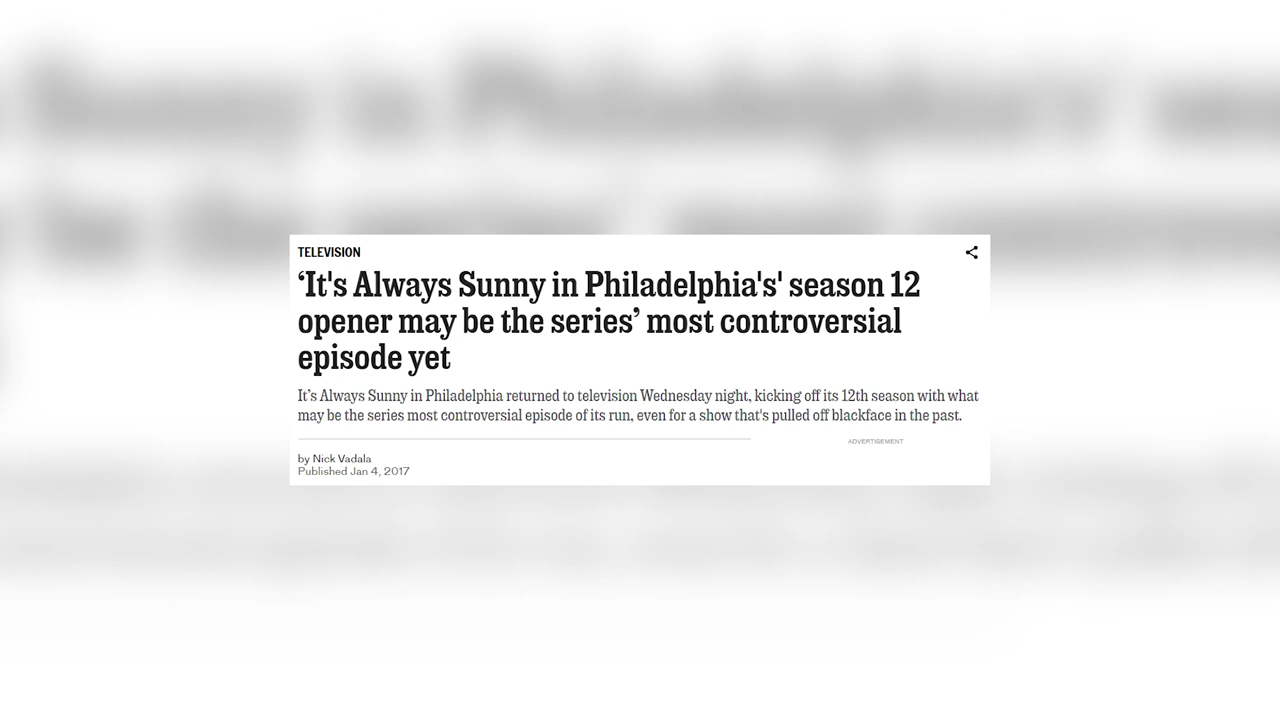 TELEVISION
‘It's Always Sunny in Philadelphia's' season 12
opener may be the series’ most controversial
episode yet
It’s Always Sunny in Philadelphia returned to television Wednesday night, kicking off its 12th season with what
may be the series most controversial episode of its run, even for a show that's pulled off blackface in the past.
ADVERTISEMENT
by Nick Vadala
Published Jan 4, 2017